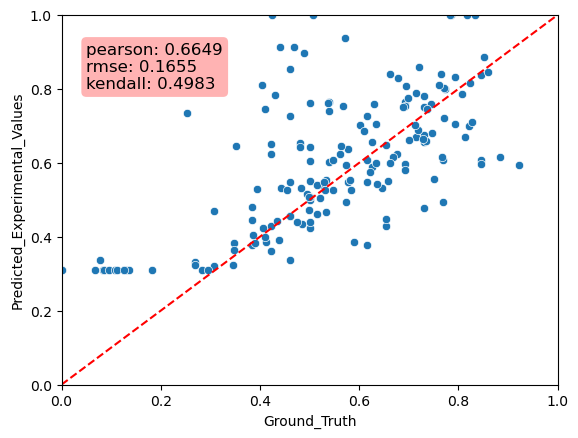 1.0
pearson: 0.6649
rmse: 0.1655
kendall: 0.4983
0.8
0.6
0.4
0.2
0.0
Predicted_Experimental_Values
0.0 0.2 0.4 0.6 0.8 1.0
Ground_Truth